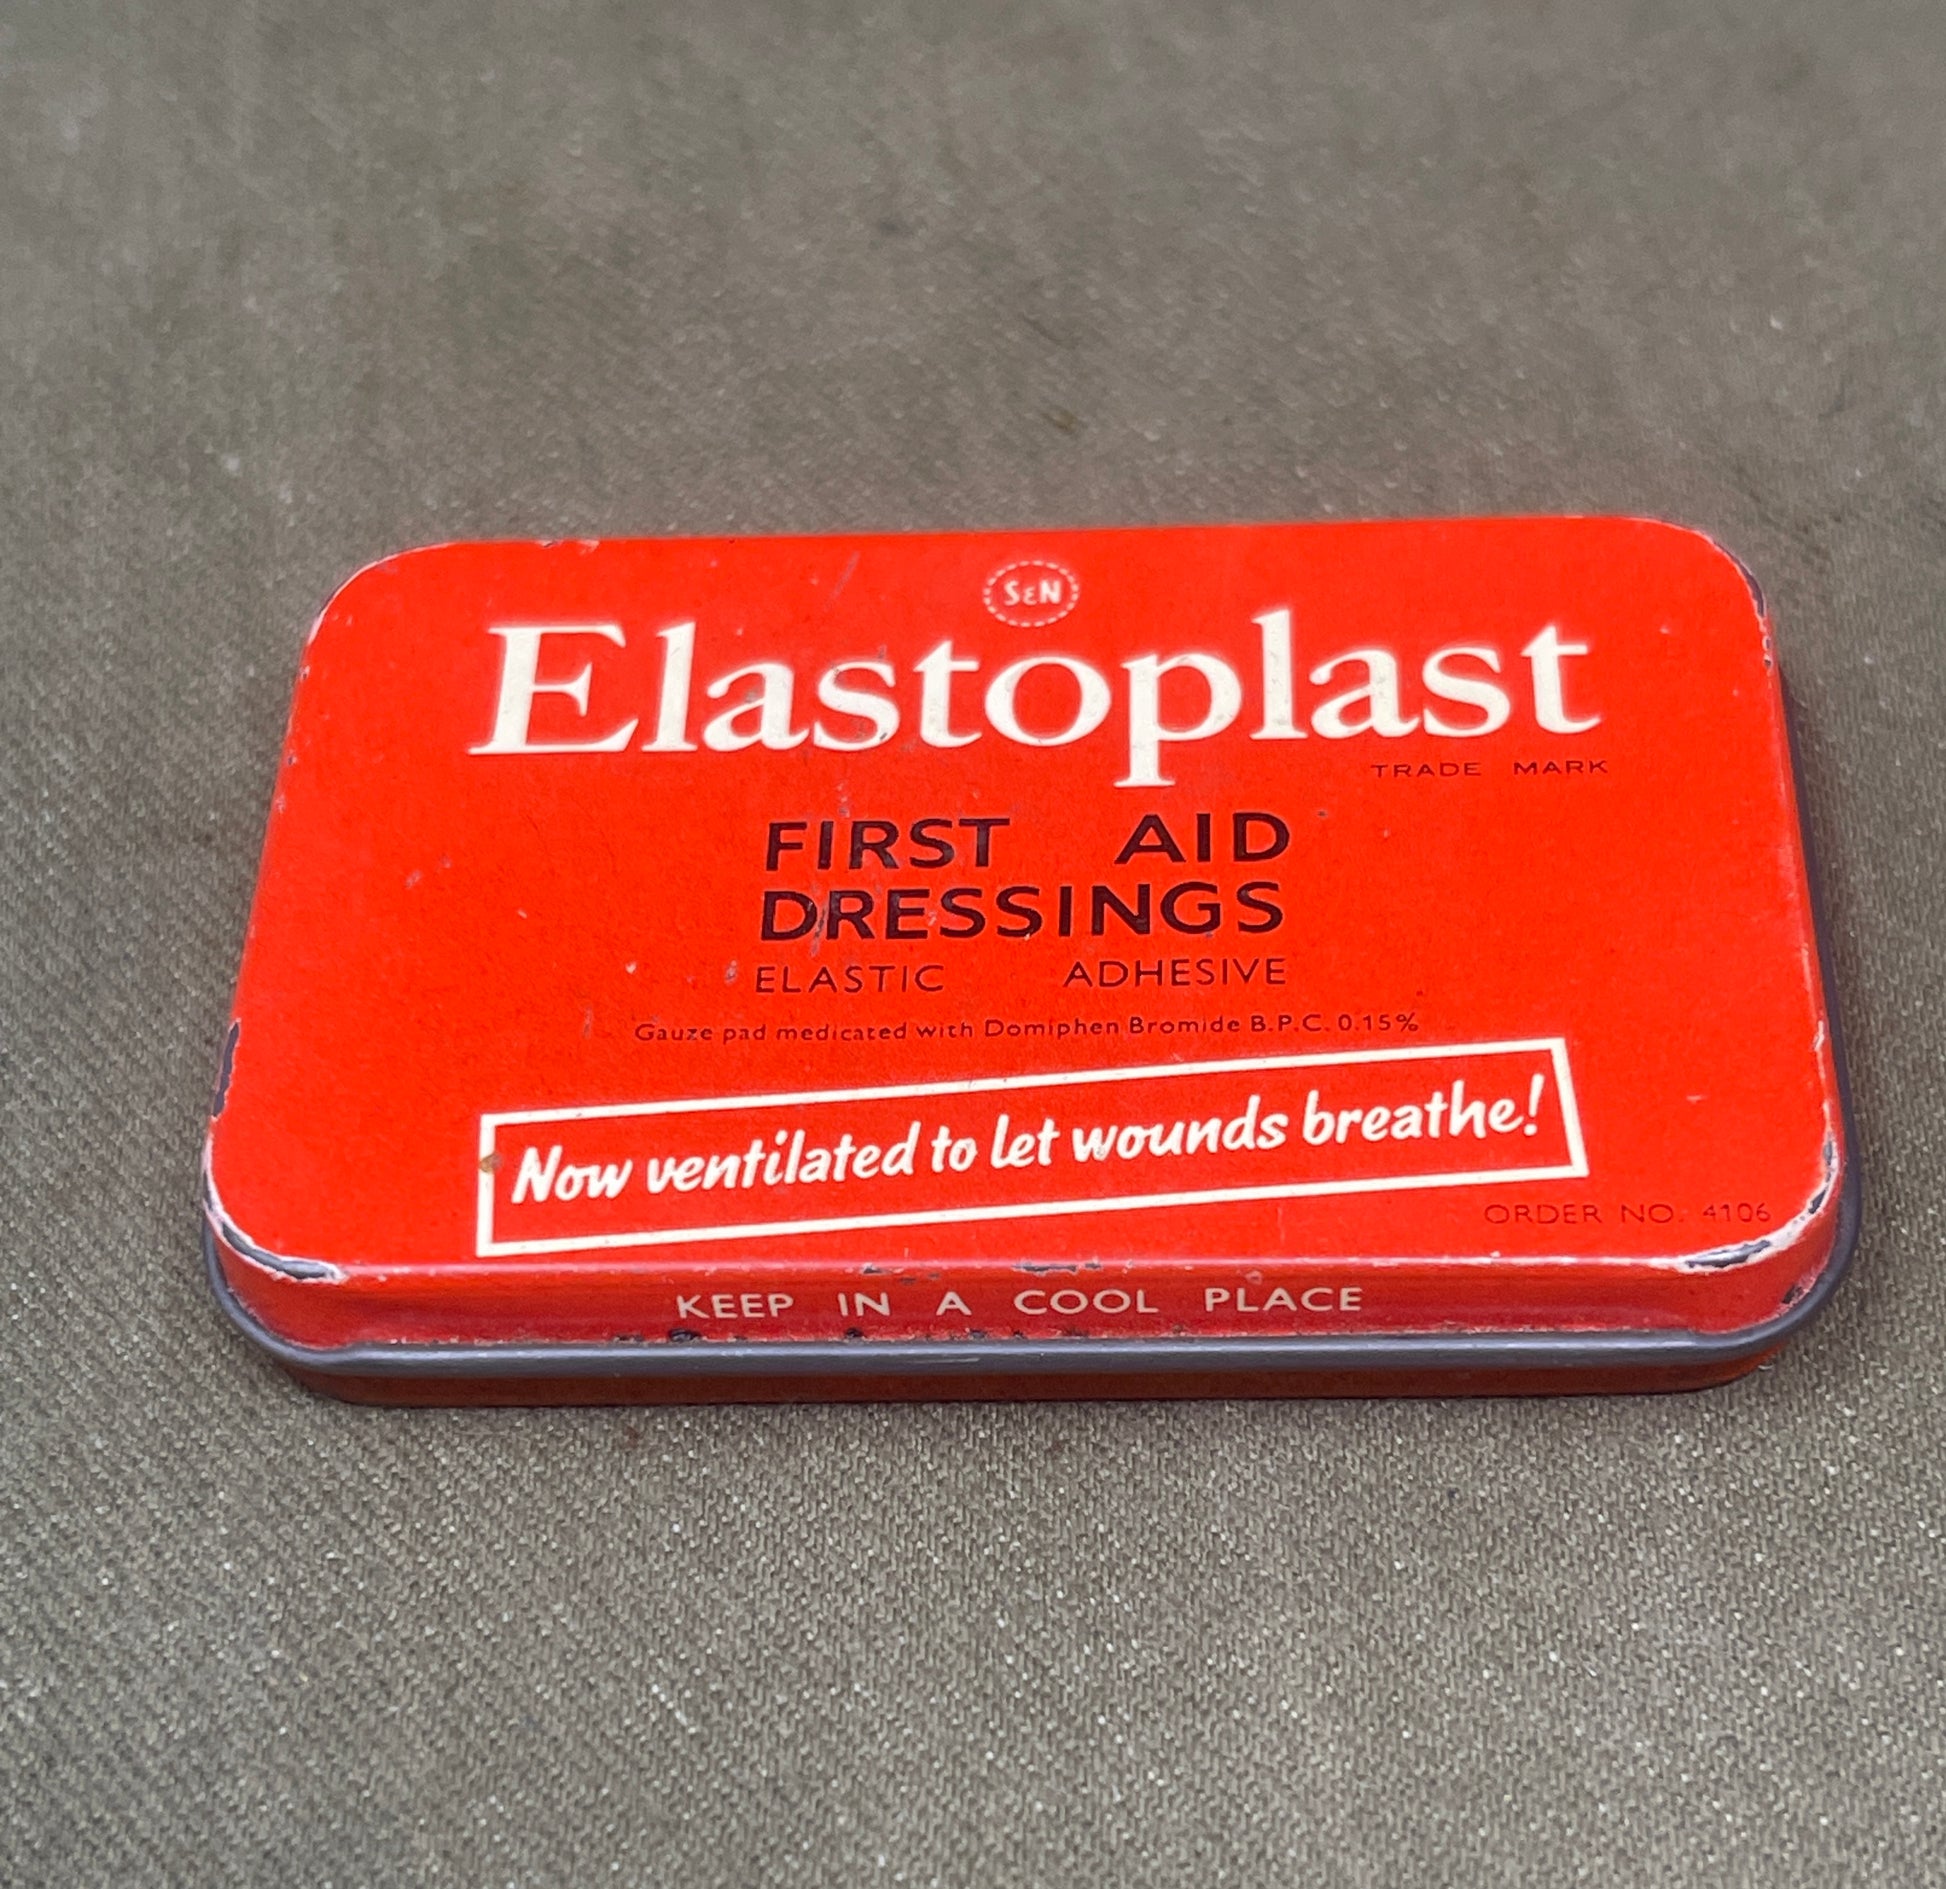 SεN
Elastoplast
TRADE MARK
FIRST AID
DRESSINGS
ELASTIC ADHESIVE
Gauze pad medicated with Domiphen Bromide B.P.C. 0.15%
Now ventilated to let wounds breathe!
ORDER NO. 4106
KEEP IN A COOL PLACE